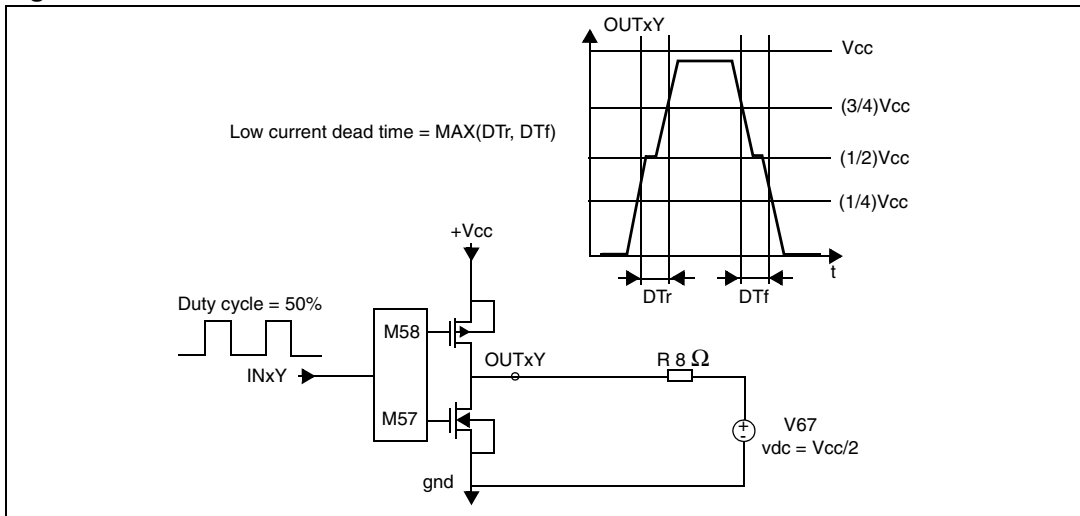 OUTxY
Vcc
(3/4)Vcc
Low current dead time = MAX(DTr, DTf)
(1/2)Vcc
(1/4)Vcc
+Vcc
t
DTr
DTf
Duty cycle = 50%
M58
OUTxY
R 8 Ω
INxY
M57
+
-
V67
vdc = Vcc/2
gnd